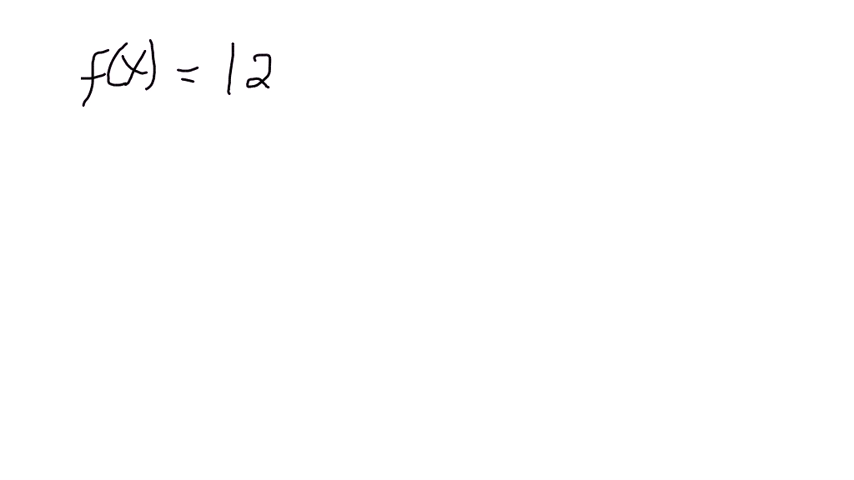 f(x) = 12